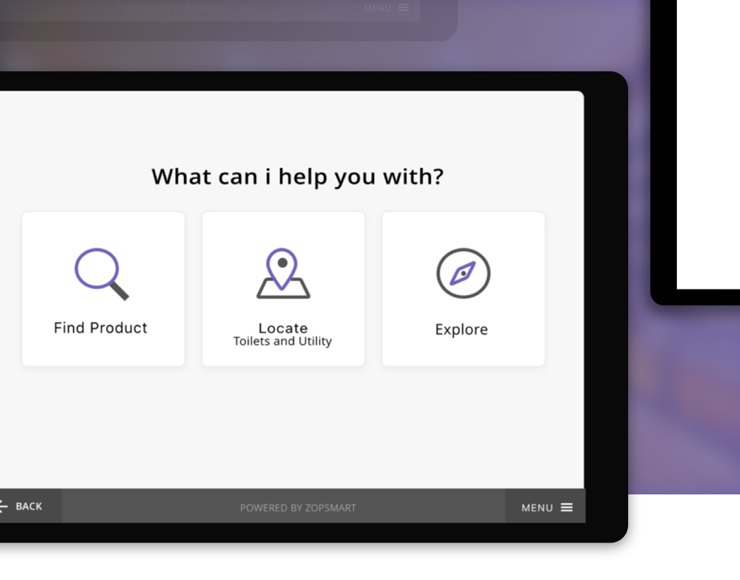 POWERED BY ZOPSMART
MENU
What can i help you with?
Find Product
Locate
Toilets and Utility
Explore
BACK
POWERED BY ZOPSMART
MENU